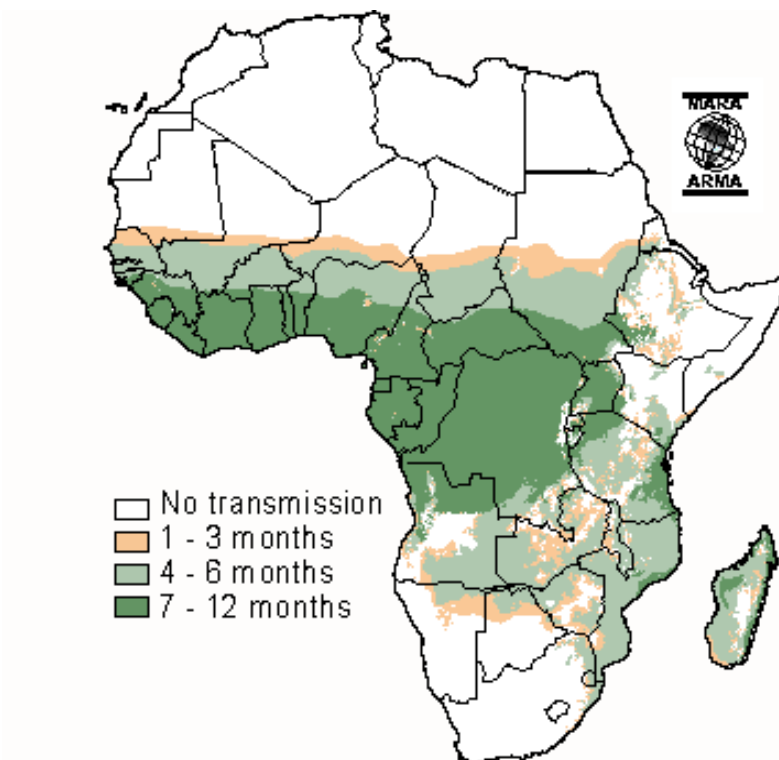 MARA
ARMA
No transmission
1 - 3 months
4 - 6 months
7 - 12 months